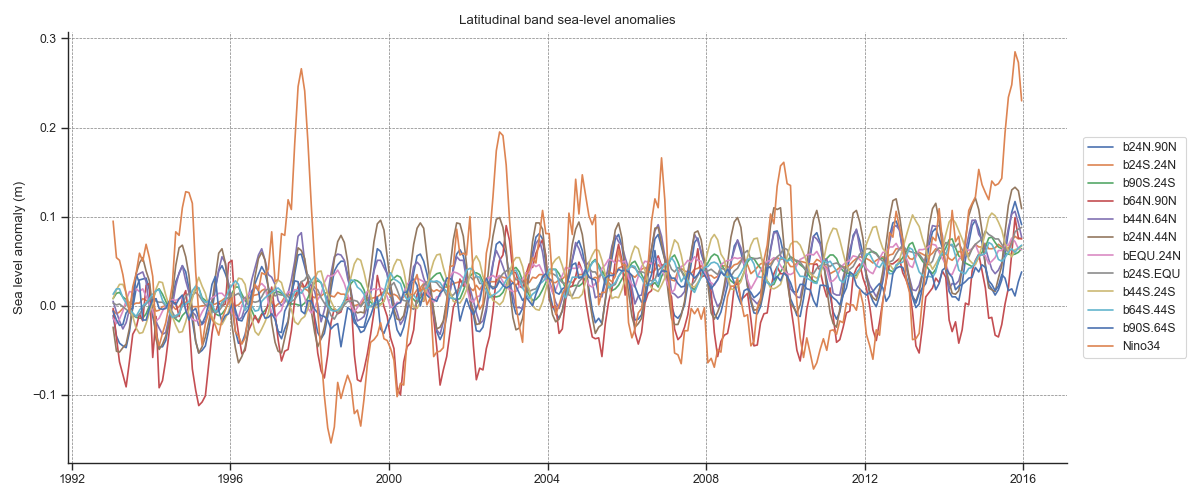 Latitudinal band sea-level anomalies
Sea level anomaly (m)
0.3
0.2
0.1
0.0
−0.1
1992
1996
2000
2004
2008
2012
2016
b24N.90N
b24S.24N
b90S.24S
b64N.90N
b44N.64N
b24N.44N
bEQU.24N
b24S.EQU
b44S.24S
b64S.44S
b90S.64S
Nino34